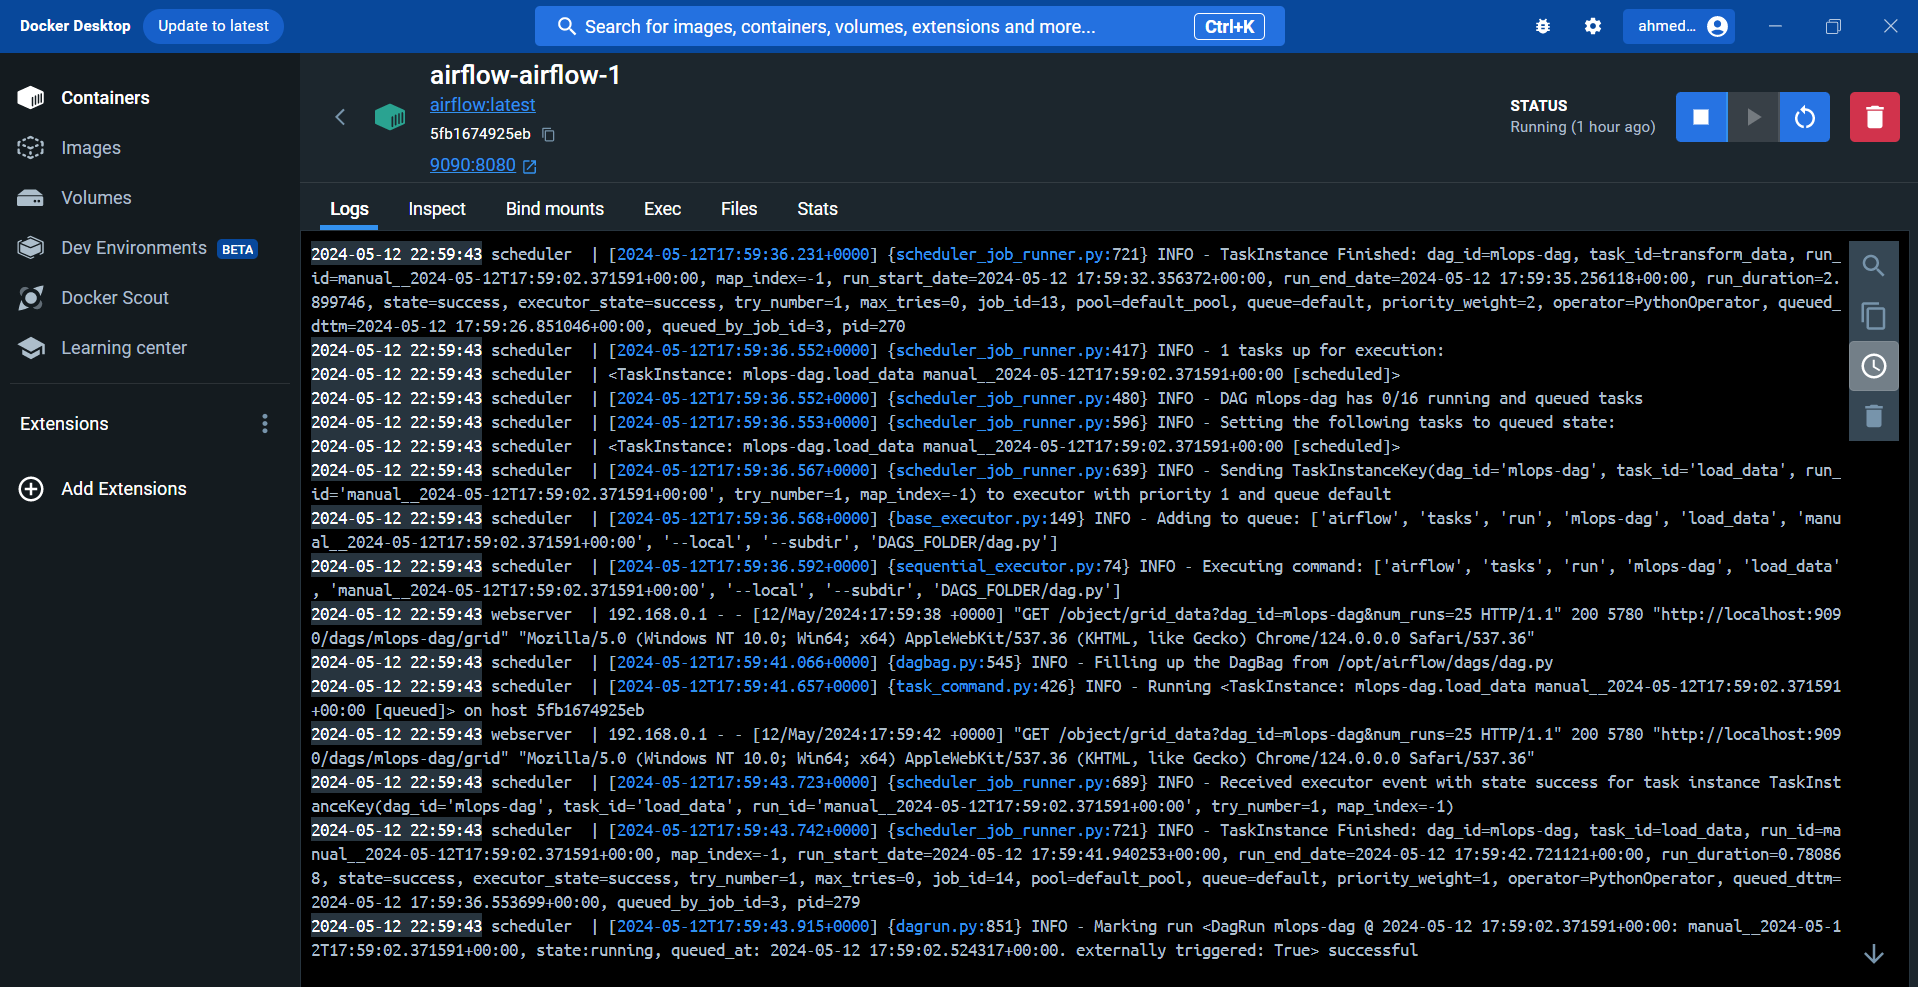 Docker Desktop Update to latest Search for images, containers, volumes, extensions and more... Ctrl+K ahmed...
Containers
Images
Volumes
Dev Environments BETA
Docker Scout
Learning center
Extensions
Add Extensions
airflow-airflow-1
airflow:latest
5fb1674925eb
9090:8080
STATUS
Running (1 hour ago)
Logs Inspect Bind mounts Exec Files Stats
2024-05-12 22:59:43 scheduler  | [2024-05-12T17:59:36.231+0000] {scheduler_job_runner.py:721} INFO - TaskInstance Finished: dag_id=mlops-dag, task_id=transform_data, run_
id=manual__2024-05-12T17:59:02.371591+00:00, map_index=-1, run_start_date=2024-05-12 17:59:32.356372+00:00, run_end_date=2024-05-12 17:59:35.256118+00:00, run_duration=2.
899746, state=success, executor_state=success, try_number=1, max_tries=0, job_id=13, pool=default_pool, queue=default, priority_weight=2, operator=PythonOperator, queued_
dttm=2024-05-12 17:59:26.851046+00:00, queued_by_job_id=3, pid=270
2024-05-12 22:59:43 scheduler  | [2024-05-12T17:59:36.552+0000] {scheduler_job_runner.py:417} INFO - 1 tasks up for execution:
2024-05-12 22:59:43 scheduler  | <TaskInstance: mlops-dag.load_data manual__2024-05-12T17:59:02.371591+00:00 [scheduled]>
2024-05-12 22:59:43 scheduler  | [2024-05-12T17:59:36.552+0000] {scheduler_job_runner.py:480} INFO - DAG mlops-dag has 0/16 running and queued tasks
2024-05-12 22:59:43 scheduler  | [2024-05-12T17:59:36.553+0000] {scheduler_job_runner.py:596} INFO - Setting the following tasks to queued state:
2024-05-12 22:59:43 scheduler  | <TaskInstance: mlops-dag.load_data manual__2024-05-12T17:59:02.371591+00:00 [scheduled]>
2024-05-12 22:59:43 scheduler  | [2024-05-12T17:59:36.567+0000] {scheduler_job_runner.py:639} INFO - Sending TaskInstanceKey(dag_id='mlops-dag', task_id='load_data', run_
id='manual__2024-05-12T17:59:02.371591+00:00', try_number=1, map_index=-1) to executor with priority 1 and queue default
2024-05-12 22:59:43 scheduler  | [2024-05-12T17:59:36.568+0000] {base_executor.py:149} INFO - Adding to queue: ['airflow', 'tasks', 'run', 'mlops-dag', 'load_data', 'manu
al__2024-05-12T17:59:02.371591+00:00', '--local', '--subdir', 'DAGS_FOLDER/dag.py']
2024-05-12 22:59:43 scheduler  | [2024-05-12T17:59:36.592+0000] {sequential_executor.py:74} INFO - Executing command: ['airflow', 'tasks', 'run', 'mlops-dag', 'load_data'
, 'manual__2024-05-12T17:59:02.371591+00:00', '--local', '--subdir', 'DAGS_FOLDER/dag.py']
2024-05-12 22:59:43 webserver  | 192.168.0.1 - - [12/May/2024:17:59:38 +0000] "GET /object/grid_data?dag_id=mlops-dag&num_runs=25 HTTP/1.1" 200 5780 "http://localhost:909
0/dags/mlops-dag/grid" "Mozilla/5.0 (Windows NT 10.0; Win64; x64) AppleWebKit/537.36 (KHTML, like Gecko) Chrome/124.0.0.0 Safari/537.36"
2024-05-12 22:59:43 scheduler  | [2024-05-12T17:59:41.066+0000] {dagbag.py:545} INFO - Filling up the DagBag from /opt/airflow/dags/dag.py
2024-05-12 22:59:43 scheduler  | [2024-05-12T17:59:41.657+0000] {task_command.py:426} INFO - Running <TaskInstance: mlops-dag.load_data manual__2024-05-12T17:59:02.371591
+00:00 [queued]> on host 5fb1674925eb
2024-05-12 22:59:43 webserver  | 192.168.0.1 - - [12/May/2024:17:59:42 +0000] "GET /object/grid_data?dag_id=mlops-dag&num_runs=25 HTTP/1.1" 200 5780 "http://localhost:909
0/dags/mlops-dag/grid" "Mozilla/5.0 (Windows NT 10.0; Win64; x64) AppleWebKit/537.36 (KHTML, like Gecko) Chrome/124.0.0.0 Safari/537.36"
2024-05-12 22:59:43 scheduler  | [2024-05-12T17:59:43.723+0000] {scheduler_job_runner.py:689} INFO - Received executor event with state success for task instance TaskInst
anceKey(dag_id='mlops-dag', task_id='load_data', run_id='manual__2024-05-12T17:59:02.371591+00:00', try_number=1, map_index=-1)
2024-05-12 22:59:43 scheduler  | [2024-05-12T17:59:43.742+0000] {scheduler_job_runner.py:721} INFO - TaskInstance Finished: dag_id=mlops-dag, task_id=load_data, run_id=ma
nual__2024-05-12T17:59:02.371591+00:00, map_index=-1, run_start_date=2024-05-12 17:59:41.940253+00:00, run_end_date=2024-05-12 17:59:42.721121+00:00, run_duration=0.78086
8, state=success, executor_state=success, try_number=1, max_tries=0, job_id=14, pool=default_pool, queue=default, priority_weight=1, operator=PythonOperator, queued_dttm=
2024-05-12 17:59:36.553699+00:00, queued_by_job_id=3, pid=279
2024-05-12 22:59:43 scheduler  | [2024-05-12T17:59:43.915+0000] {dagrun.py:851} INFO - Marking run <DagRun mlops-dag @ 2024-05-12 17:59:02.371591+00:00: manual__2024-05-1
2T17:59:02.371591+00:00, state:running, queued_at: 2024-05-12 17:59:02.524317+00:00. externally triggered: True> successful